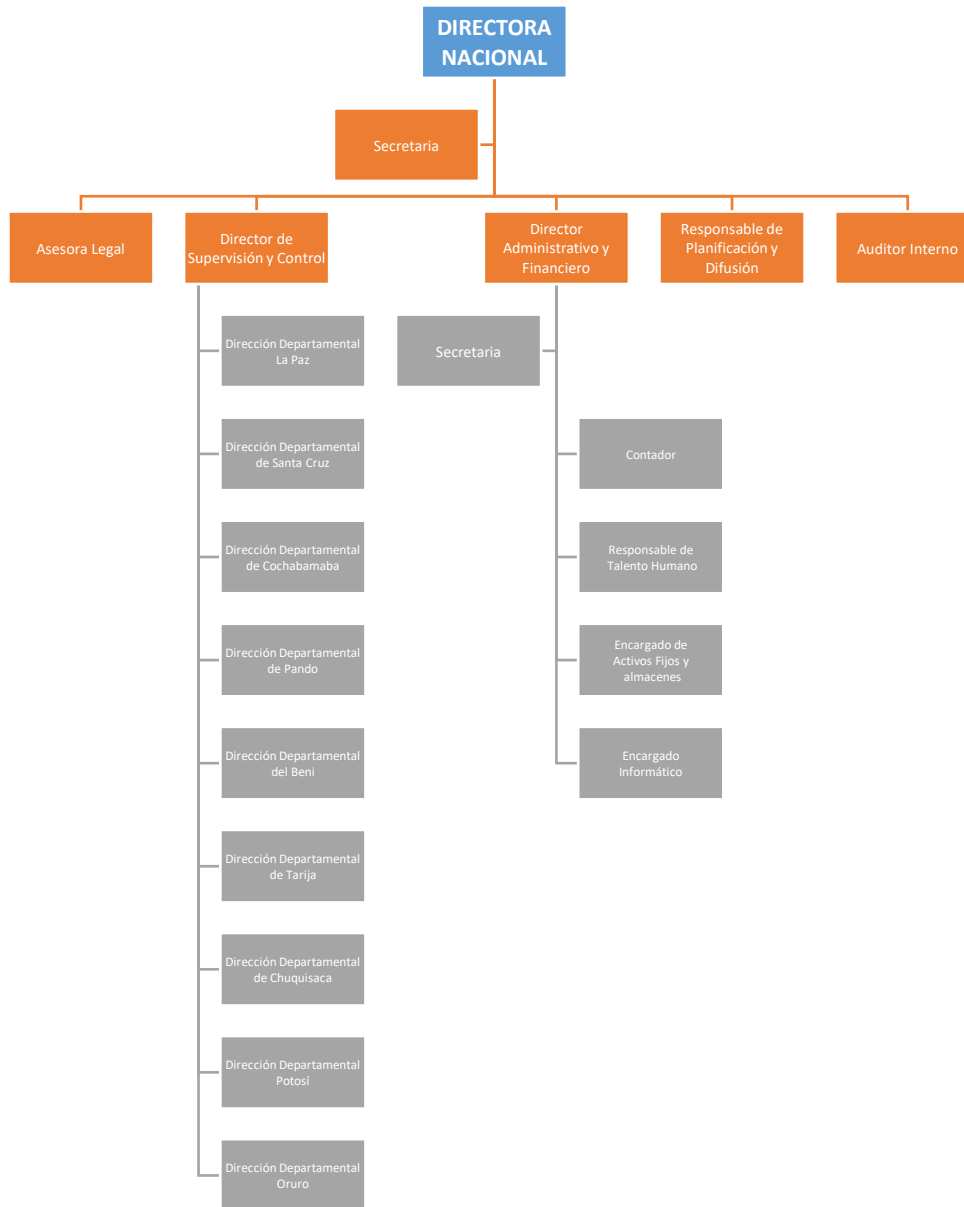 DIRECTORA
NACIONAL
Secretaria
Asesora Legal
Director de
Supervisión y Control
Director
Administrativo y
Financiero
Responsable de
Planificación y
Difusión
Auditor Interno
Dirección Departamental
La Paz
Dirección Departamental
de Santa Cruz
Dirección Departamental
de Cochabamaba
Dirección Departamental
de Pando
Dirección Departamental
del Beni
Dirección Departamental
de Tarija
Dirección Departamental
de Chuquisaca
Dirección Departamental
Potosí
Dirección Departamental
Oruro
Secretaria
Contador
Responsable de
Talento Humano
Encargado de
Activos Fijos y
almacenes
Encargado
Informático